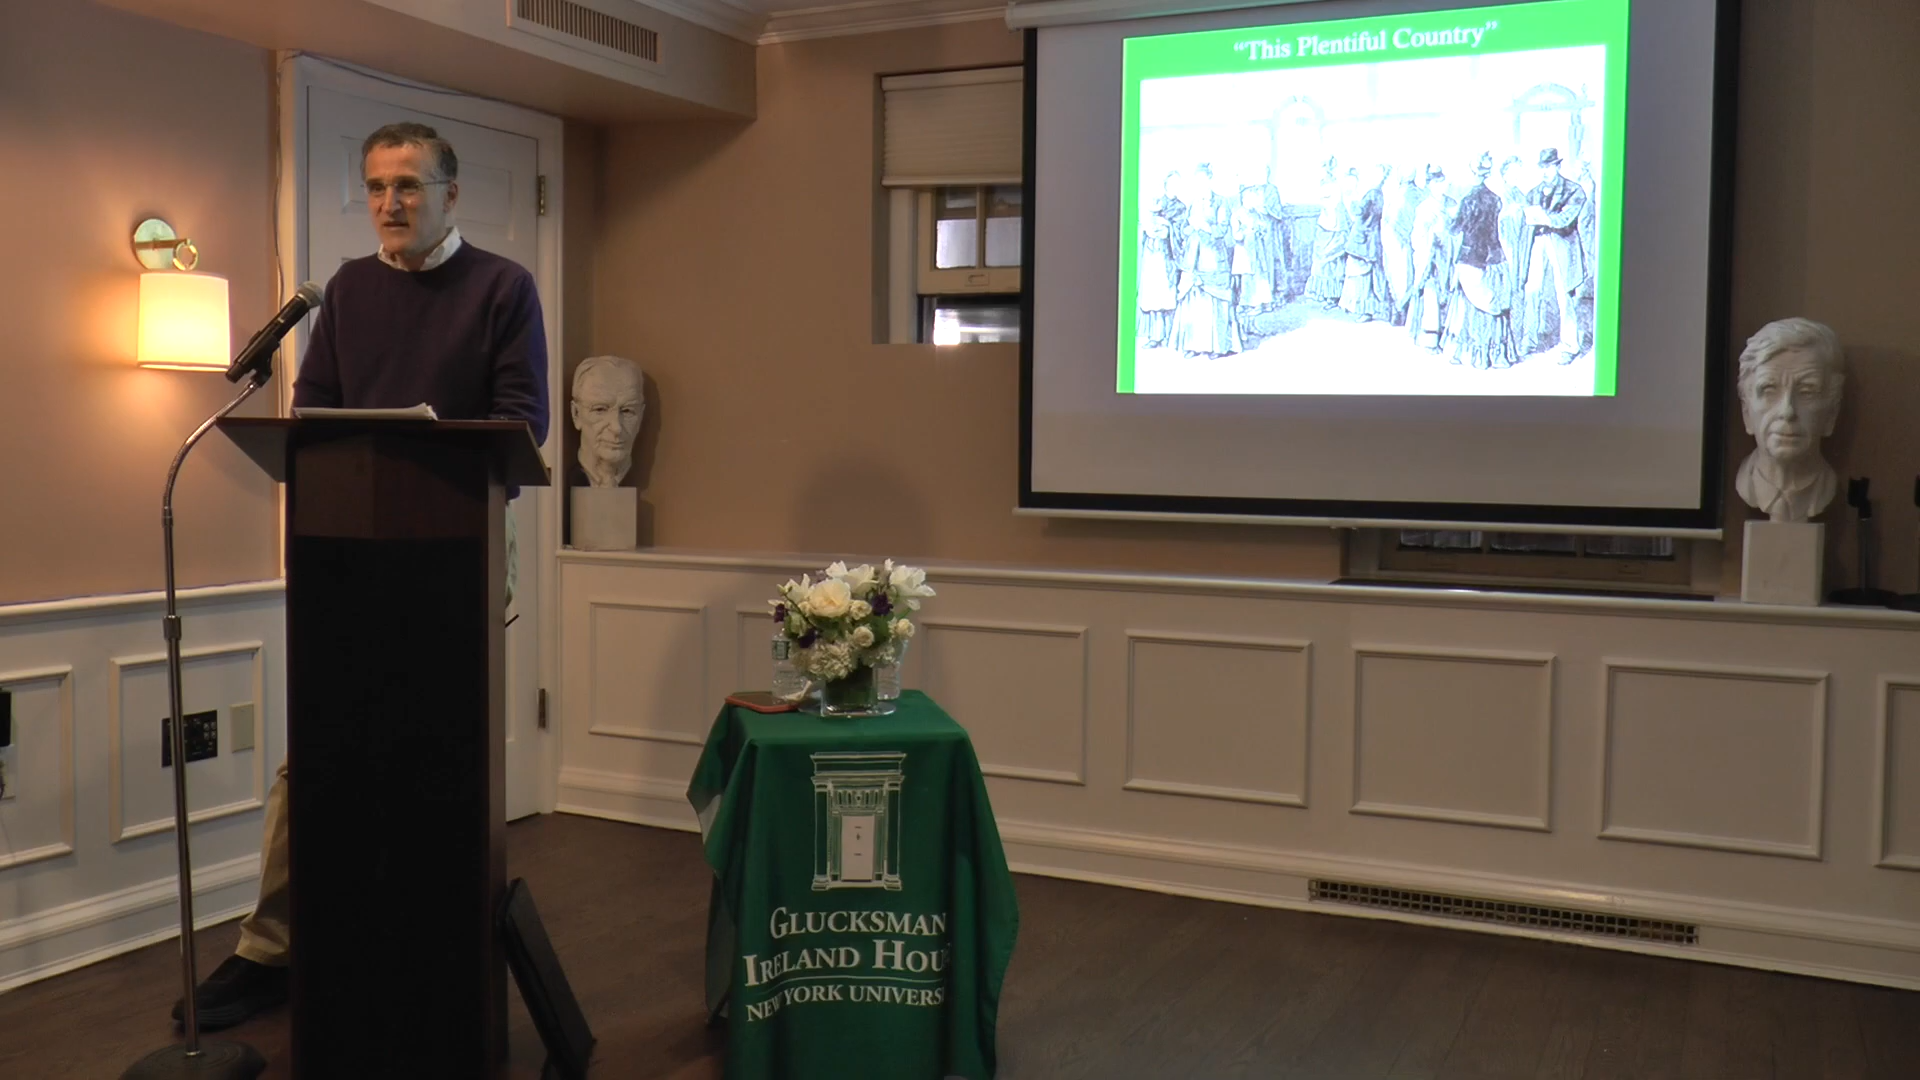 “This Plentiful Country”
GLUCKSMAN
IRELAND HOU
NEW YORK UNIVERS